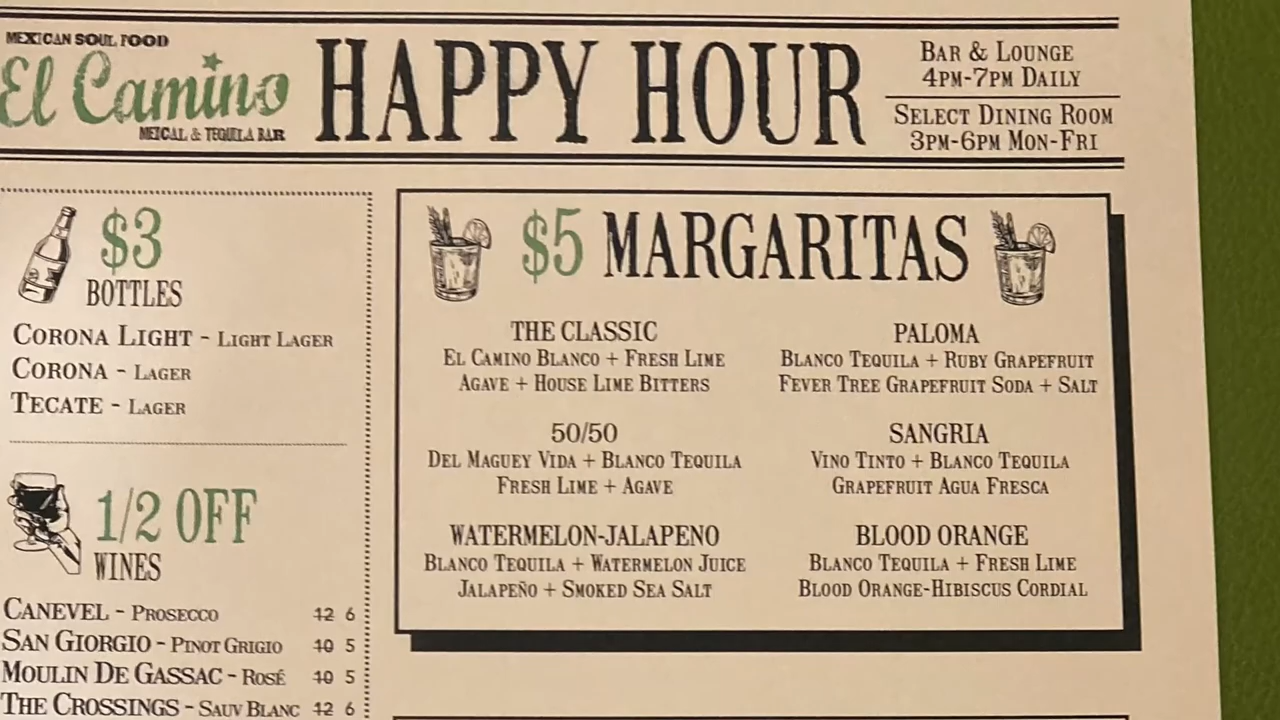 MEXICAN SOUL FOOD
El Camino
MEZCAL & TEQUILA BAR
HAPPY HOUR
BAR & LOUNGE
4PM-7PM DAILY
SELECT DINING ROOM
3PM-6PM MON-FRI
$3
BOTTLES
CORONA LIGHT - LIGHT LAGER
CORONA - LAGER
TECATE - LAGER
1/2 OFF
WINES
CANEVEL - PROSECCO 12 6
SAN GIORGIO - PINOT GRIGIO 10 5
MOULIN DE GASSAC - ROSÉ 10 5
THE CROSSINGS - SAUV BLANC 12 6
$5 MARGARITAS
THE CLASSIC
EL CAMINO BLANCO + FRESH LIME
AGAVE + HOUSE LIME BITTERS
50/50
DEL MAGUEY VIDA + BLANCO TEQUILA
FRESH LIME + AGAVE
WATERMELON-JALAPENO
BLANCO TEQUILA + WATERMELON JUICE
JALAPEÑO + SMOKED SEA SALT
PALOMA
BLANCO TEQUILA + RUBY GRAPEFRUIT
FEVER TREE GRAPEFRUIT SODA + SALT
SANGRIA
VINO TINTO + BLANCO TEQUILA
GRAPEFRUIT AGUA FRESCA
BLOOD ORANGE
BLANCO TEQUILA + FRESH LIME
BLOOD ORANGE-HIBISCUS CORDIAL